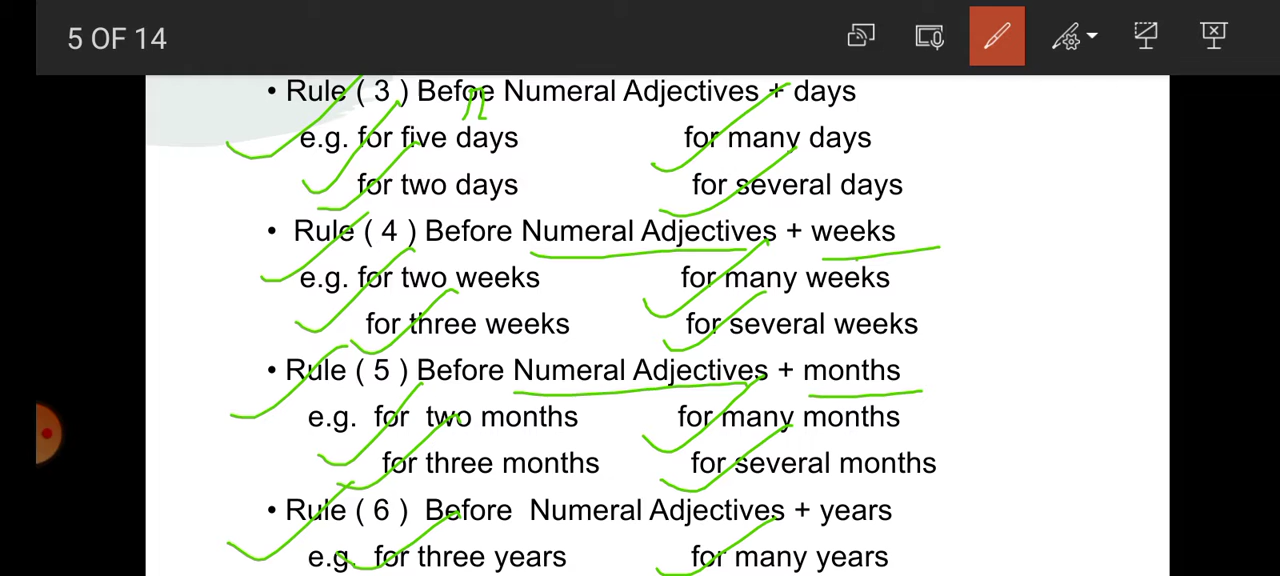 5 OF 14
• Rule ( 3 ) Before Numeral Adjectives + days
e.g. for five days for many days
for two days for several days
• Rule ( 4 ) Before Numeral Adjectives + weeks
e.g. for two weeks for many weeks
for three weeks for several weeks
• Rule ( 5 ) Before Numeral Adjectives + months
e.g. for two months for many months
for three months for several months
• Rule ( 6 ) Before Numeral Adjectives + years
e.g. for three years for many years